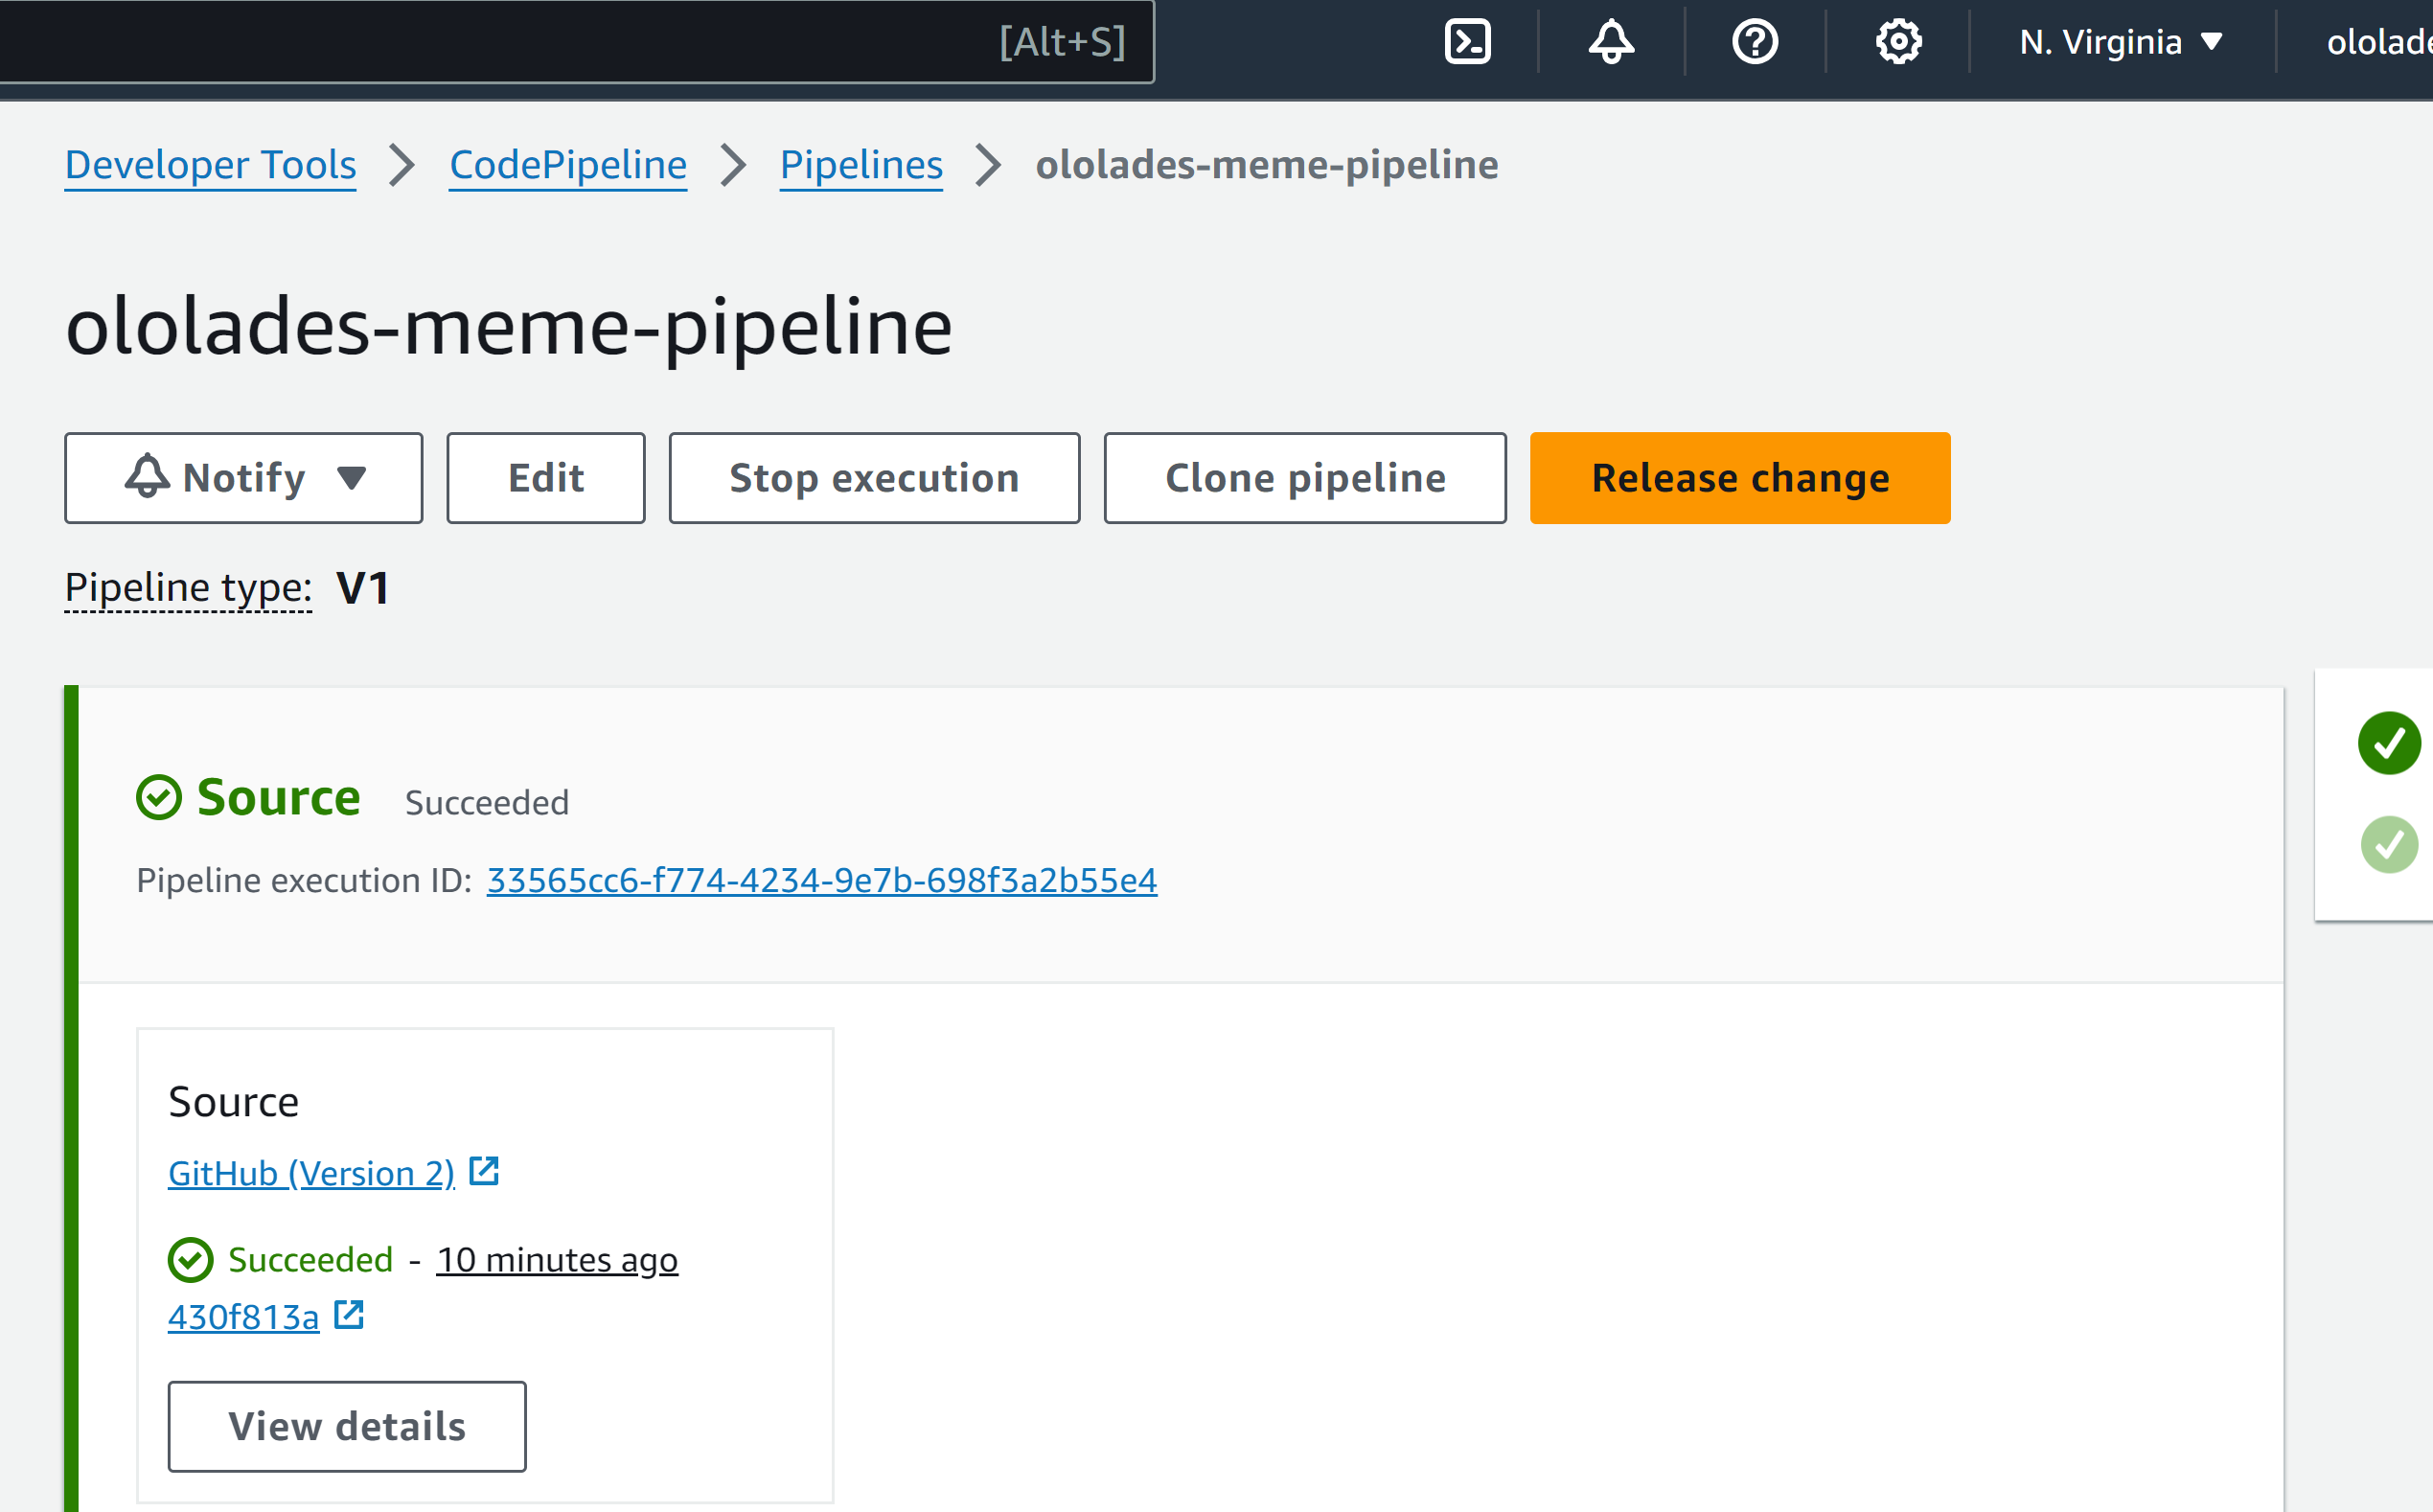 [Alt+S]
N. Virginia
Developer Tools CodePipeline Pipelines ololades-meme-pipeline
ololades-meme-pipeline
Notify Edit Stop execution Clone pipeline Release change
Pipeline type: V1
Source Succeeded
Pipeline execution ID: 33565cc6-f774-4234-9e7b-698f3a2b55e4
Source
GitHub (Version 2)
Succeeded - 10 minutes ago
430f813a
View details